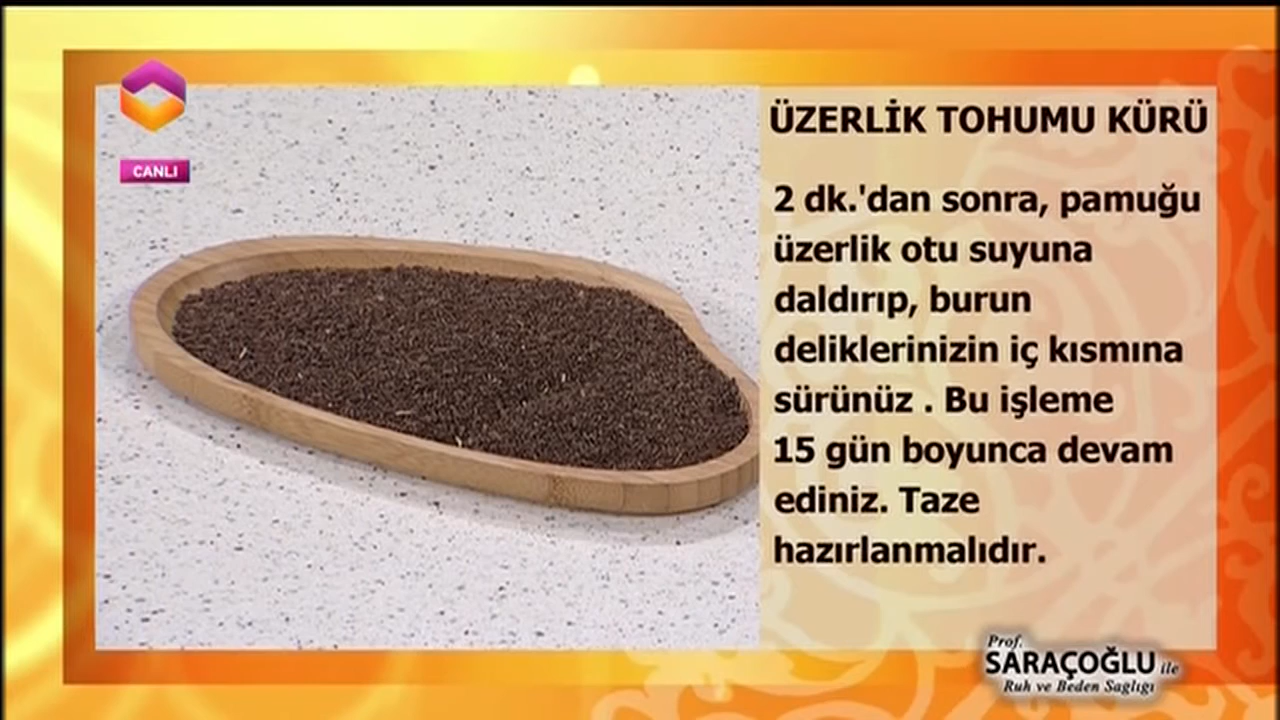 CANLI
ÜZERLİK TOHUMU KÜRÜ
2 dk.'dan sonra, pamuğu
üzerlik otu suyuna
daldırıp, burun
deliklerinizin iç kısmına
sürünüz . Bu işleme
15 gün boyunca devam
ediniz. Taze
hazırlanmalıdır.
Prof.
SARAÇOĞLU ile
Ruh ve Beden Saglıgı